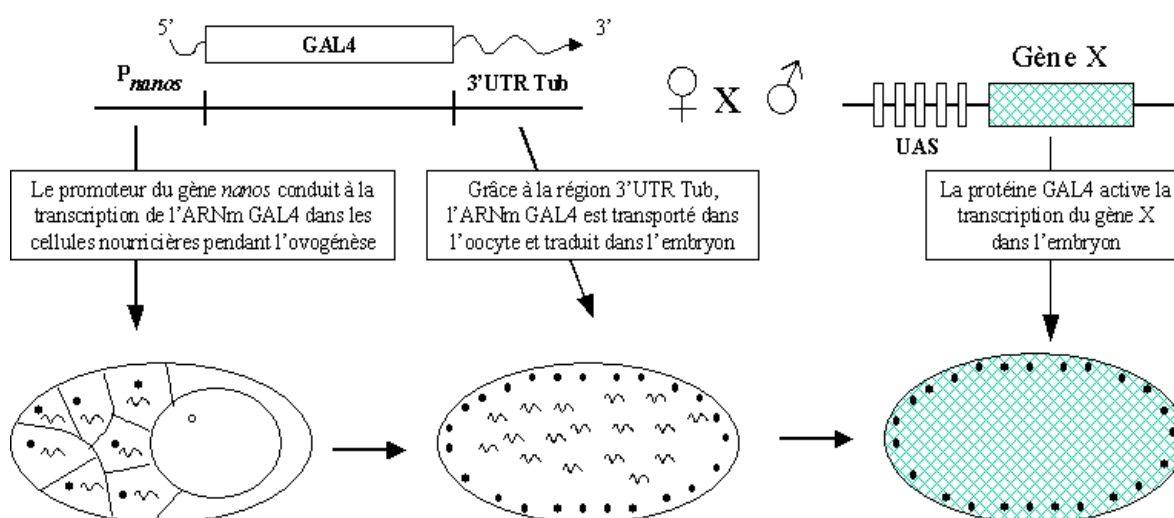 5’
GAL4
3’
Pnanos
3’UTR Tub
X
Gène X
UAS
Le promoteur du gène nanos conduit à la
transcription de l’ARNm GAL4 dans les
cellules nourricières pendant l’ovogénèse
Grâce à la région 3’UTR Tub,
l’ARNm GAL4 est transporté dans
l’oocyte et traduit dans l’embryon
La protéine GAL4 active la
transcription du gène X
dans l’embryon